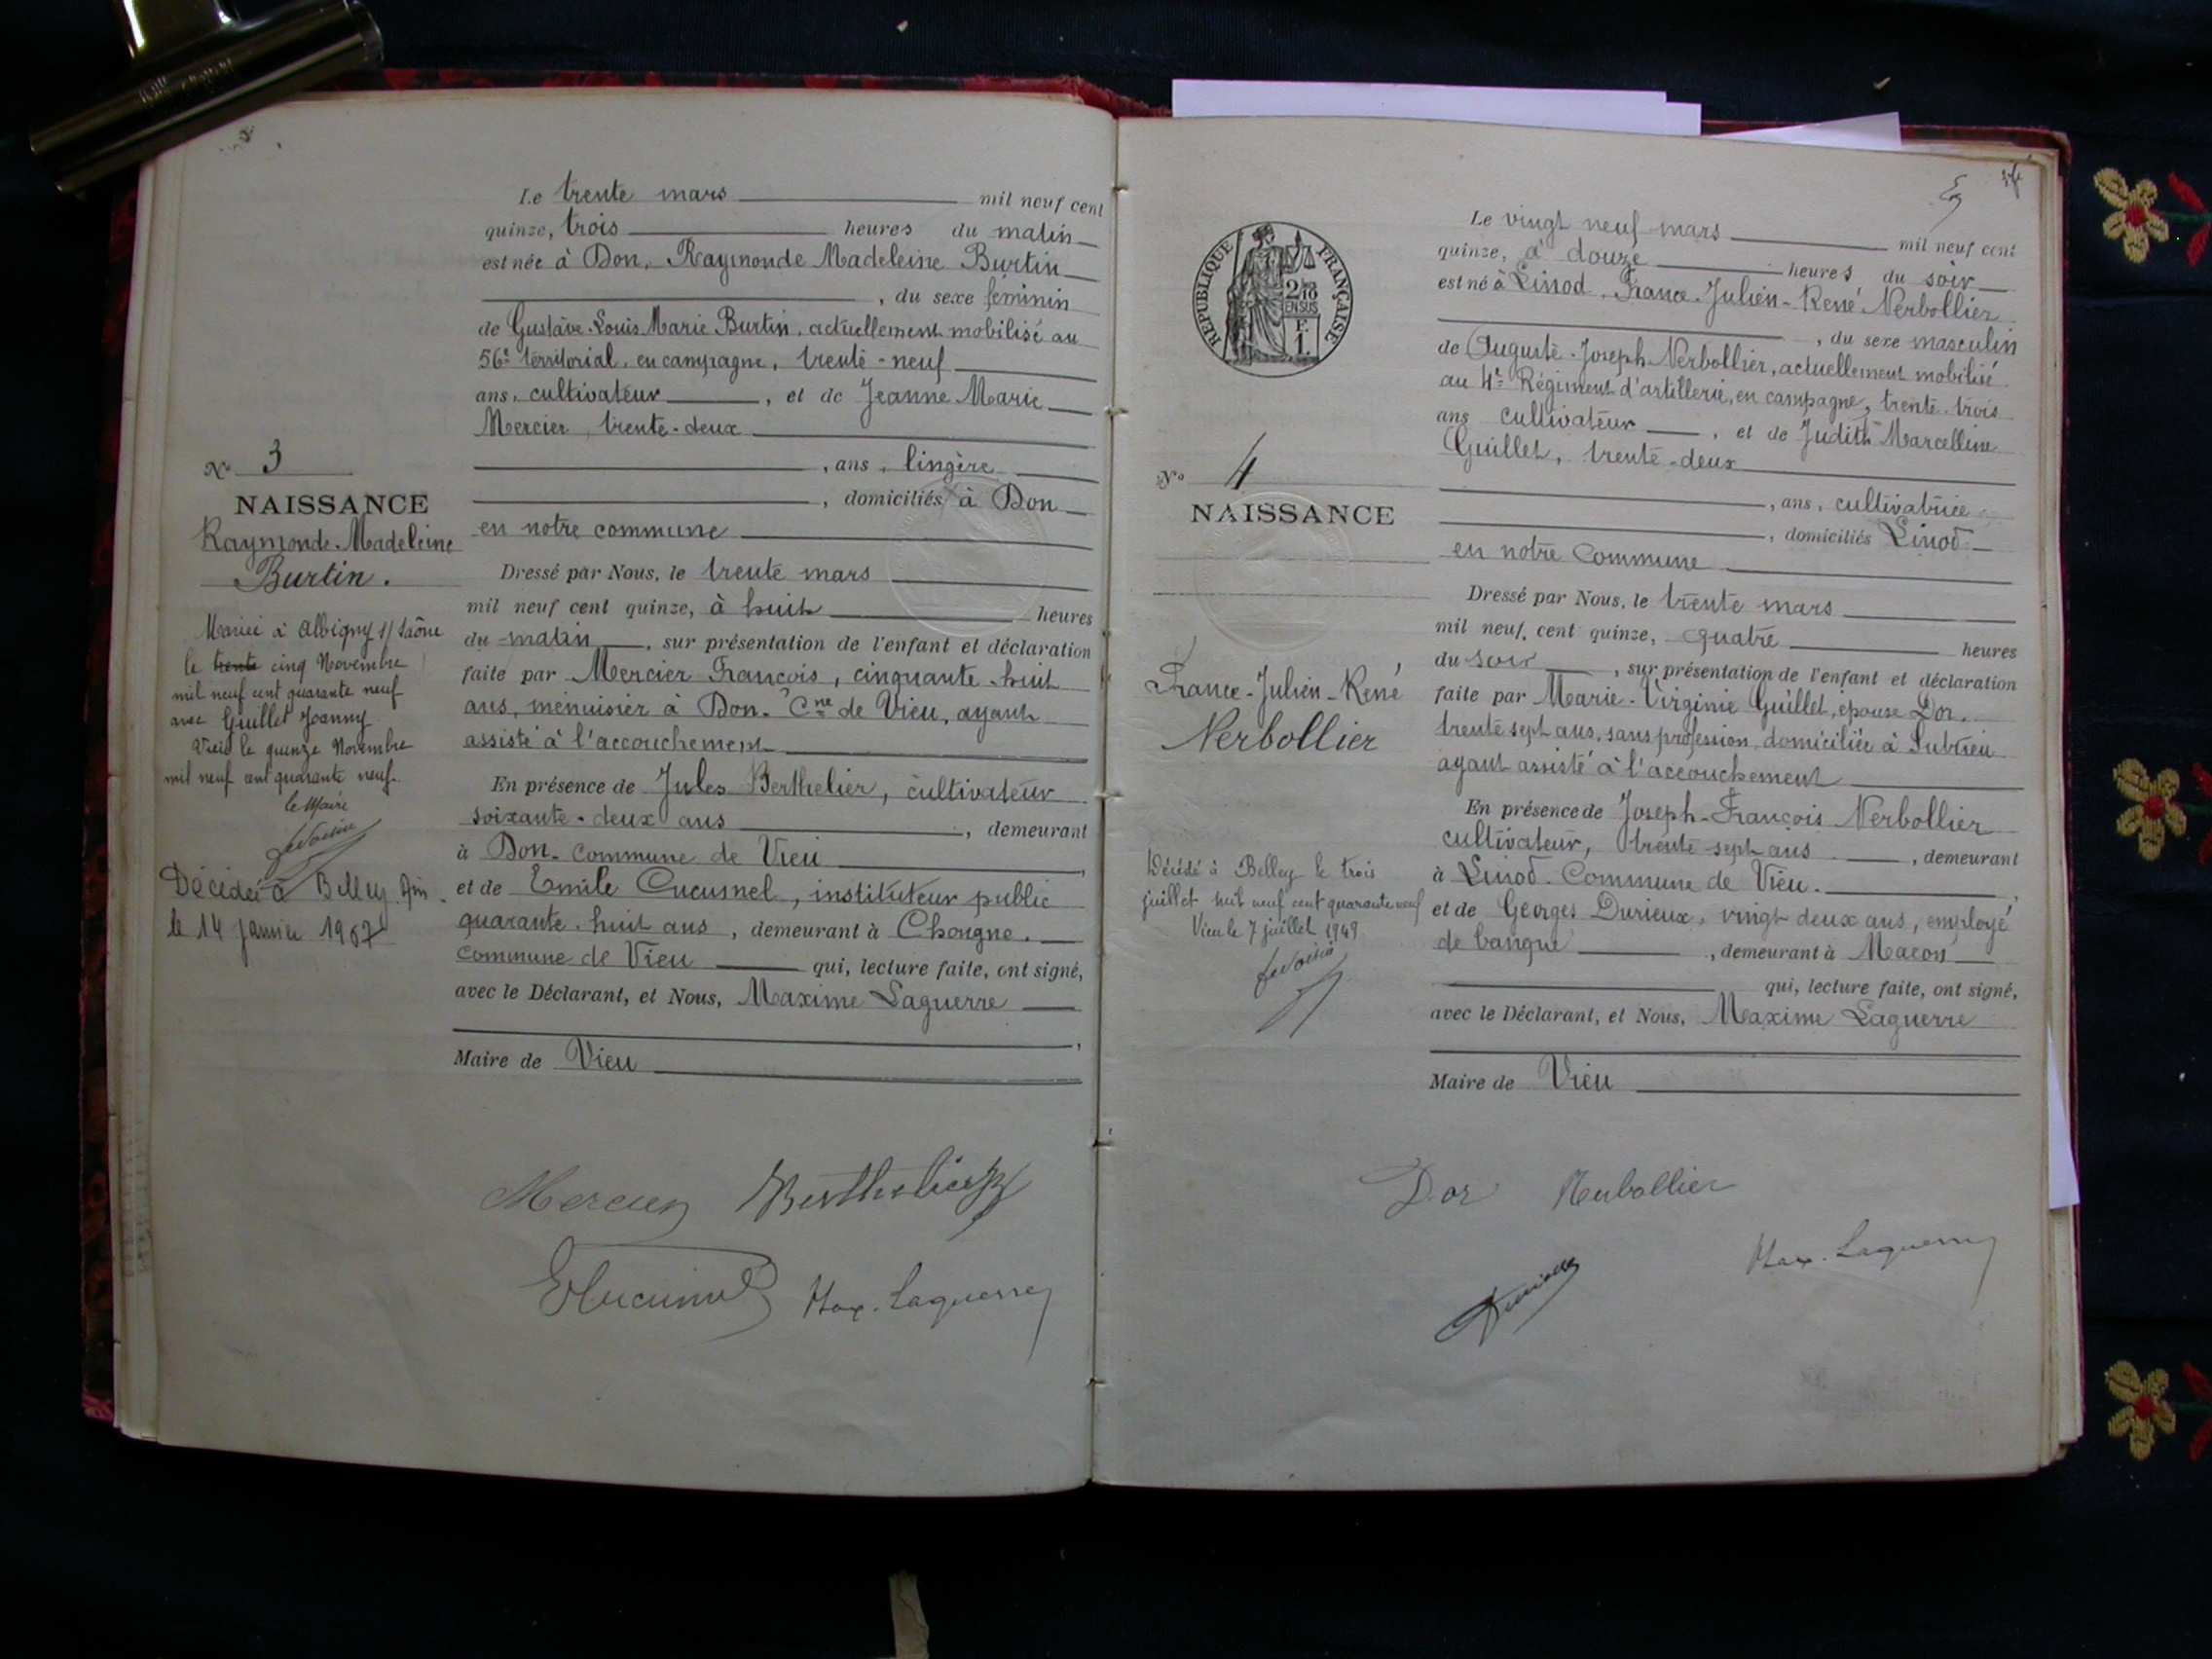 Le trente mars mil neuf cent
quinze, trois heures du matin
est née à Don, Raymonde Madeleine Burtin
, du sexe féminin
de Gustave-Louis Marie Burtin, actuellement mobilisé au
56e territorial, en campagne, trente-neuf
ans, cultivateur, et de Jeanne Marie
Mercier, trente-deux
, ans, lingère
, domiciliés à Don
en notre commune
Dressé par Nous, le trente mars
mil neuf cent quinze, à huit heures
du matin, sur présentation de l'enfant et déclaration
faite par Mercier François, cinquante-huit
ans, menuisier à Don. Cne de Vieu, ayant
assisté à l'accouchement
En présence de Jules Berthelier, cultivateur
soixante-deux ans, demeurant
à Don. commune de Vieu,
et de Emile Cucusnel, instituteur public
quarante-huit ans, demeurant à Chongne.
commune de Vieu qui, lecture faite, ont signé,
avec le Déclarant, et Nous, Maxime Laguerre
,
Maire de Vieu
Mercier Berthelier
Max. Laguerre
No 3
NAISSANCE
Raymonde-Madeleine
Burtin.
Mariée à Albigny s/ Saône
le trente cinq Novembre
mil neuf cent quarante neuf
avec Guillet Joanny
Vieu le quinze Novembre
mil neuf cent quarante neuf.
le Maire
Décédée à Belley Ain.
le 14 janvier 1967
REPUBLIQUE FRANÇAISE
2/10
EN SUS
F.
1.
No 4
NAISSANCE
France-Julien-René
Nerbollier
Décédé à Belley le trois
juillet mil neuf cent quarante neuf
Vieu le 7 juillet 1949
Le vingt neuf mars mil neuf cent
quinze, à douze heures du soir
est né à Linod, France-Julien-René Nerbollier
, du sexe masculin
de Auguste-Joseph Nerbollier, actuellement mobilisé
au 4e Régiment d'artillerie, en campagne, trente-trois
ans cultivateur, et de Judith Marcelline
Guillet, trente-deux
, ans, cultivatrice
, domiciliés Linod
en notre Commune
Dressé par Nous, le trente mars
mil neuf cent quinze, quatre heures
du soir, sur présentation de l'enfant et déclaration
faite par Marie-Virginie Guillet, épouse Dor.
trente sept ans, sans profession, domiciliée à Sutrieu
ayant assisté à l'accouchement
En présence de Joseph-François Nerbollier
cultivateur, trente-sept ans, demeurant
à Linod. Commune de Vieu.,
et de Georges Durieux, vingt deux ans, employé
de banque, demeurant à Macon
qui, lecture faite, ont signé,
avec le Déclarant, et Nous, Maxime Laguerre
Maire de Vieu
Dor Nerbollier
Max. Laguerre